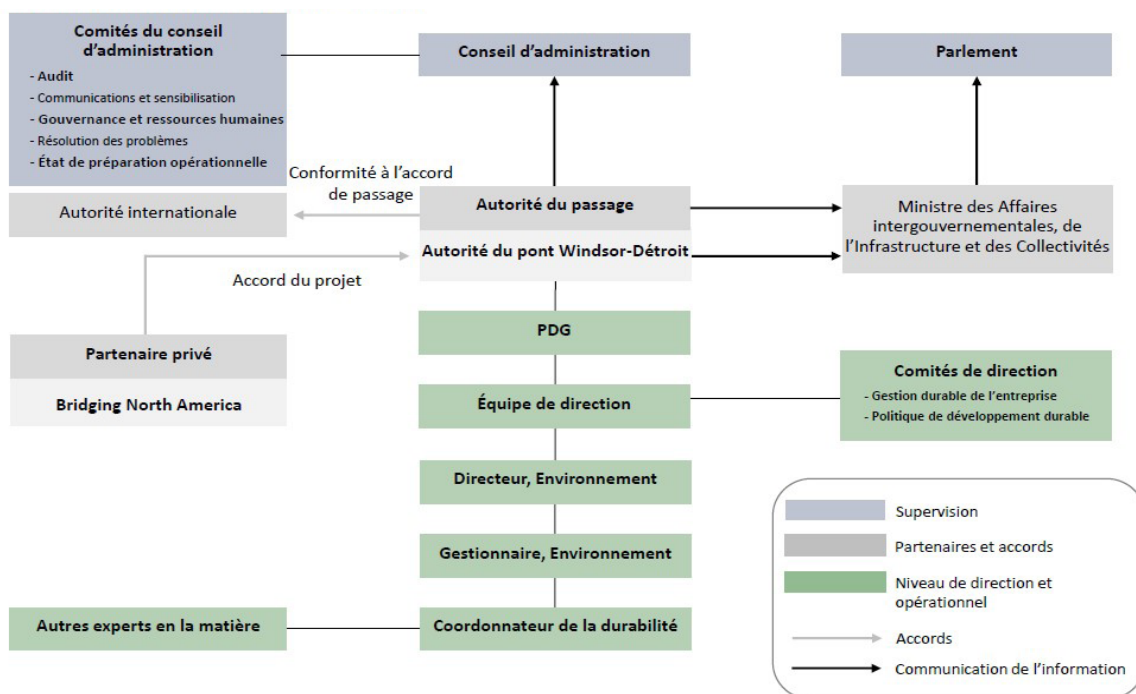 Comités du conseil
d’administration
- Audit
- Communications et sensibilisation
- Gouvernance et ressources humaines
- Résolution des problèmes
- État de préparation opérationnelle
Conseil d’administration
Parlement
Conformité à l’accord
de passage
Autorité internationale
Autorité du passage
Autorité du pont Windsor-Détroit
Ministre des Affaires
intergouvernementales, de
l’Infrastructure et des Collectivités
Accord du projet
Partenaire privé
Bridging North America
PDG
Équipe de direction
Comités de direction
- Gestion durable de l’entreprise
- Politique de développement durable
Directeur, Environnement
Gestionnaire, Environnement
Autres experts en la matière
Coordonnateur de la durabilité
Supervision
Partenaires et accords
Niveau de direction et
opérationnel
Accords
Communication de l’information